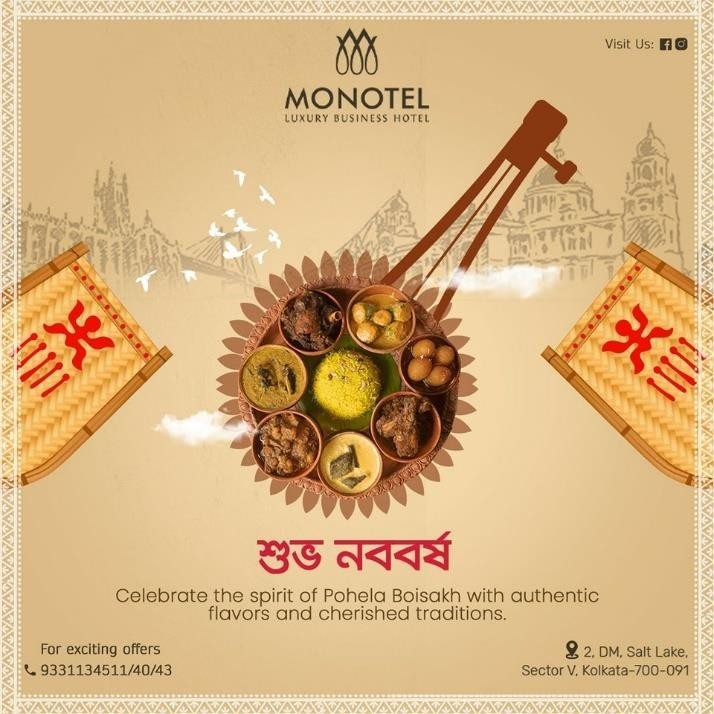 Visit Us:
MONOTEL
LUXURY BUSINESS HOTEL
শুভ নববর্ষ
Celebrate the spirit of Pohela Boisakh with authentic
flavors and cherished traditions.
For exciting offers
9331134511/40/43
2, DM, Salt Lake,
Sector V, Kolkata-700-091